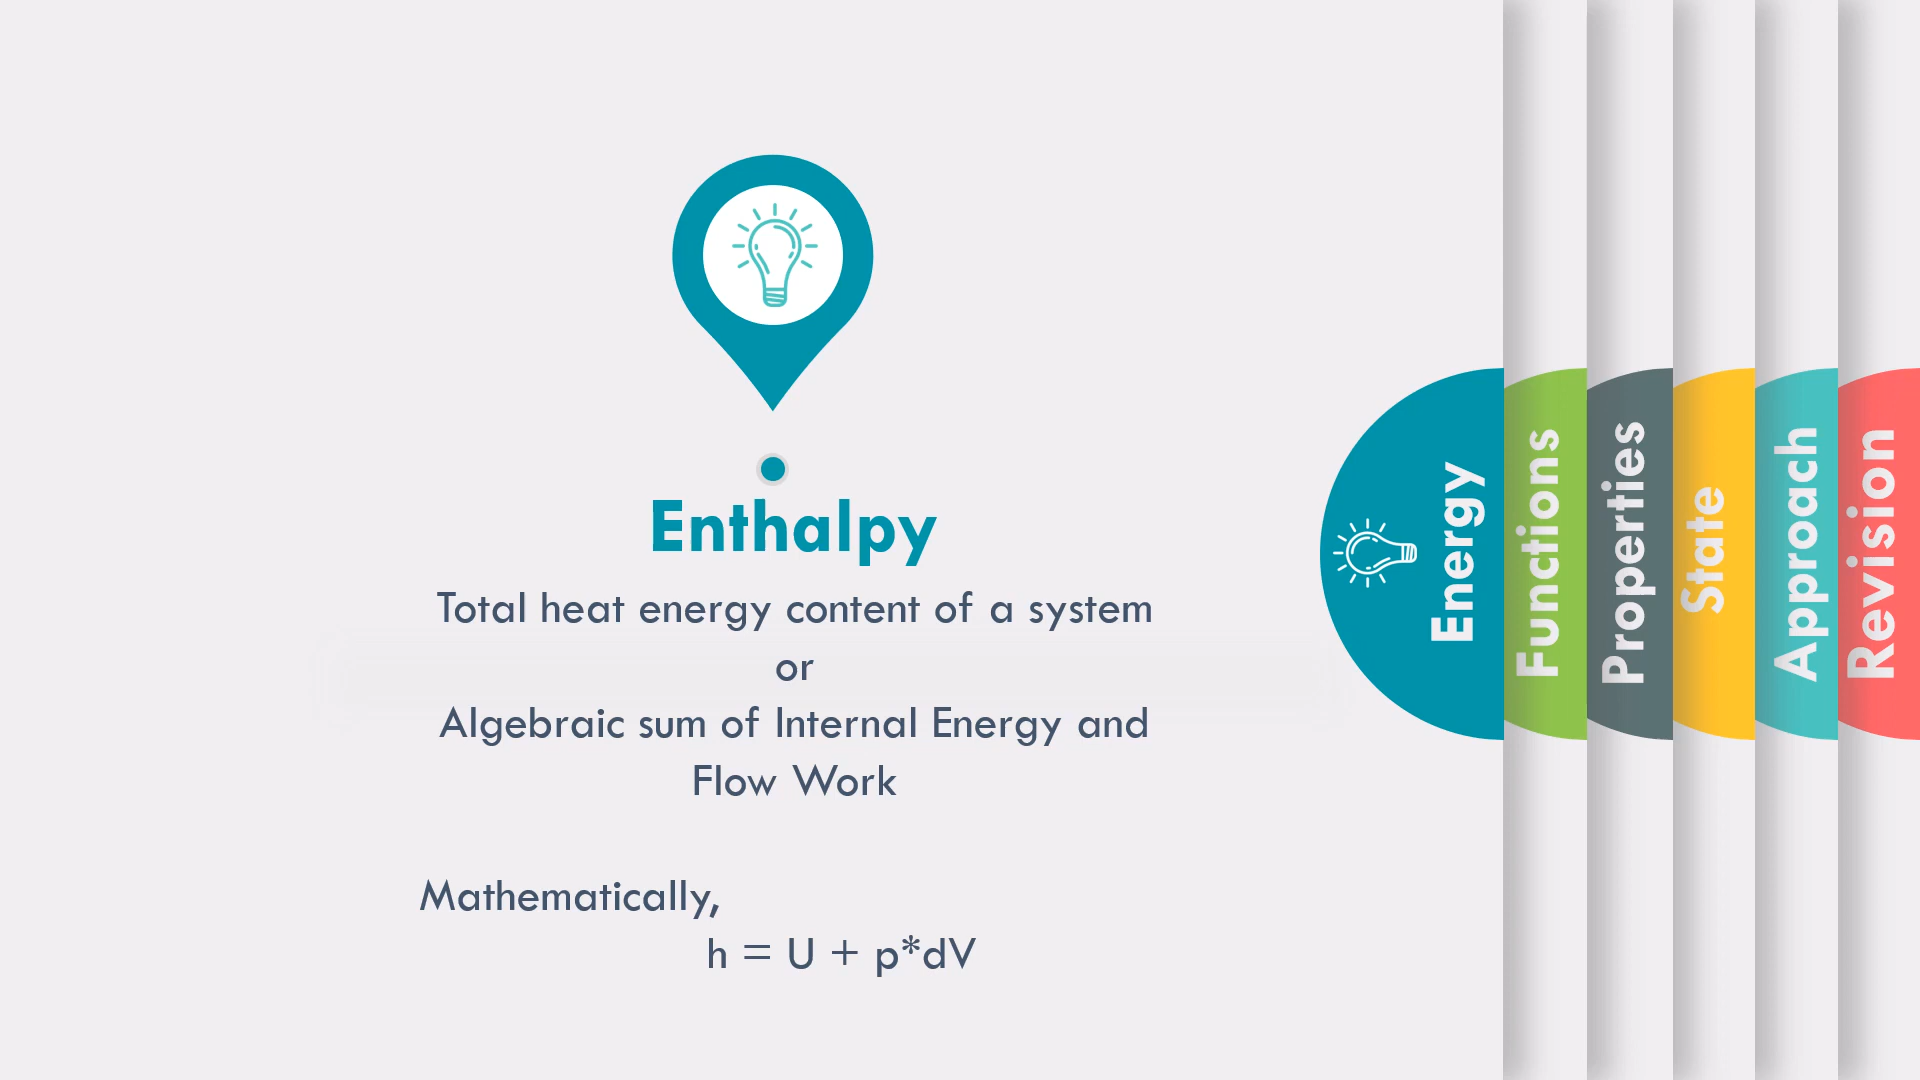 Enthalpy
Total heat energy content of a system
or
Algebraic sum of Internal Energy and
Flow Work
Mathematically,
h = U + p*dV
Energy
Functions
Properties
State
Approach
Revision